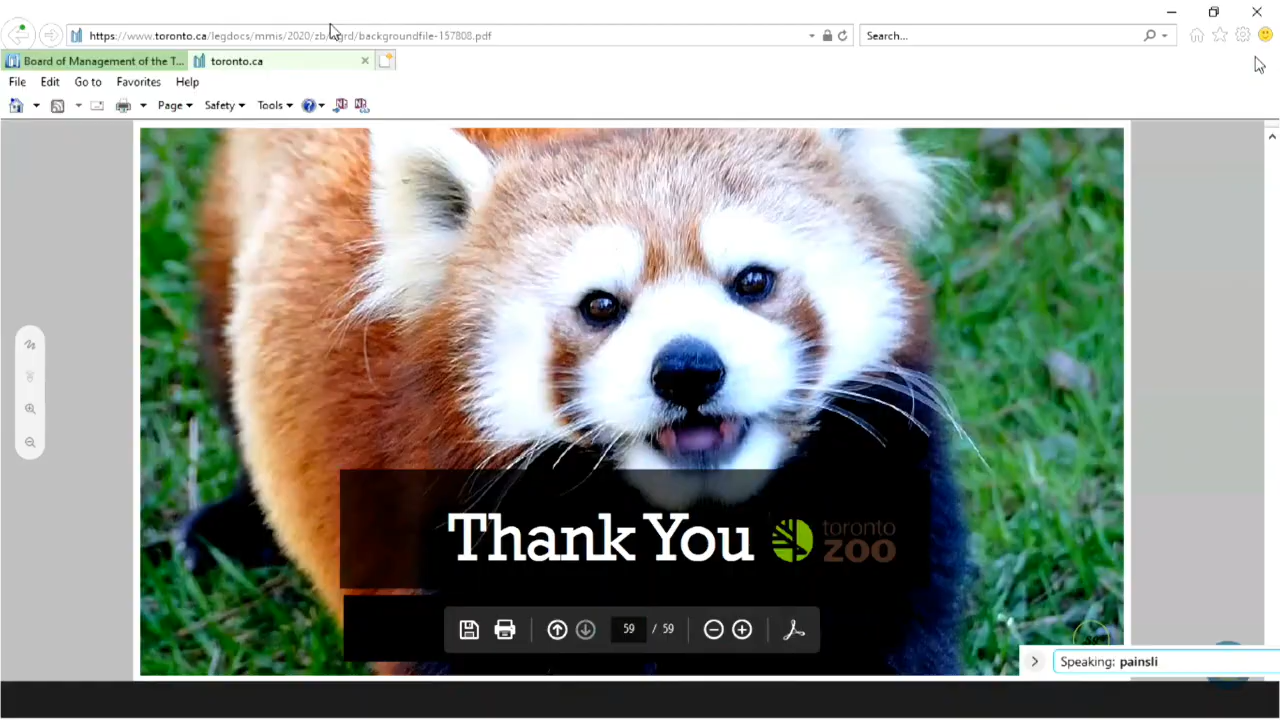 https://www.toronto.ca/legdocs/mmis/2020/zb/ grd/backgroundfile-157808.pdf
Search...
Board of Management of the T...
toronto.ca
File Edit Go to Favorites Help
Page Safety Tools
Thank You
toronto
ZOO
59 / 59
Speaking: painsli